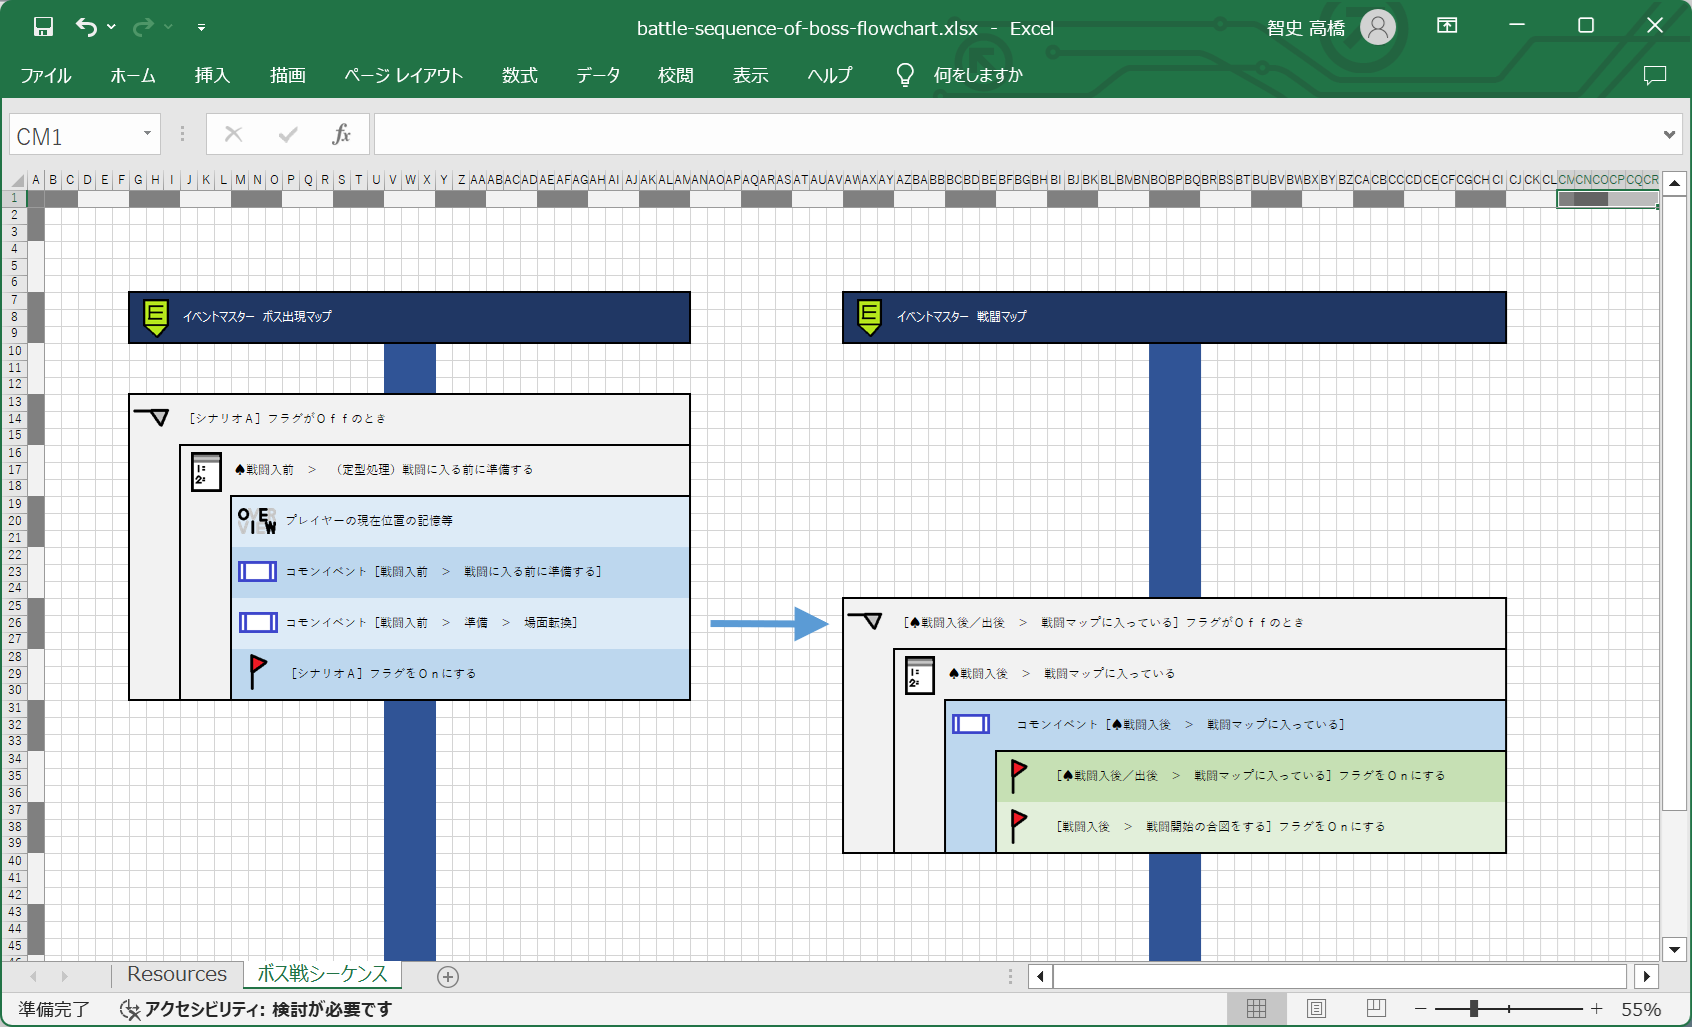 battle-sequence-of-boss-flowchart.xlsx - Excel
智史 高橋
ファイル ホーム 挿入 描画 ページ レイアウト 数式 データ 校閲 表示 ヘルプ 何をしますか
CM1
fx
A B C D E F G H I J K L M N O P Q R S T U V W X Y Z AA AB AC AD AE AF AG AH AI AJ AK AL AM AN AO AP AQ AR AS AT AU AV AW AX AY AZ BA BB BC BD BE BF BG BH BI BJ BK BL BM BN BO BP BQ BR BS BT BU BV BW BX BY BZ CA CB CC CD CE CF CG CH CI CJ CK CL CM CN CO CP CQ CR
1
2
3
4
5
6
7
8
9
10
11
12
13
14
15
16
17
18
19
20
21
22
23
24
25
26
27
28
29
30
31
32
33
34
35
36
37
38
39
40
41
42
43
44
45
46
イベントマスター ボス出現マップ
[シナリオA] フラグがOffのとき
1:
2:
♠戦闘入前 > (定型処理) 戦闘に入る前に準備する
OVERVIEW プレイヤーの現在位置の記憶等
コモンイベント [戦闘入前 > 戦闘に入る前に準備する]
コモンイベント [戦闘入前 > 準備 > 場面転換]
[シナリオA] フラグをOnにする
イベントマスター 戦闘マップ
[♠戦闘入後/出後 > 戦闘マップに入っている] フラグがOffのとき
1:
2:
♠戦闘入後 > 戦闘マップに入っている
コモンイベント [♠戦闘入後 > 戦闘マップに入っている]
[♠戦闘入後/出後 > 戦闘マップに入っている] フラグをOnにする
[戦闘入後 > 戦闘開始の合図をする] フラグをOnにする
Resources ボス戦シーケンス
準備完了 アクセシビリティ: 検討が必要です 55%